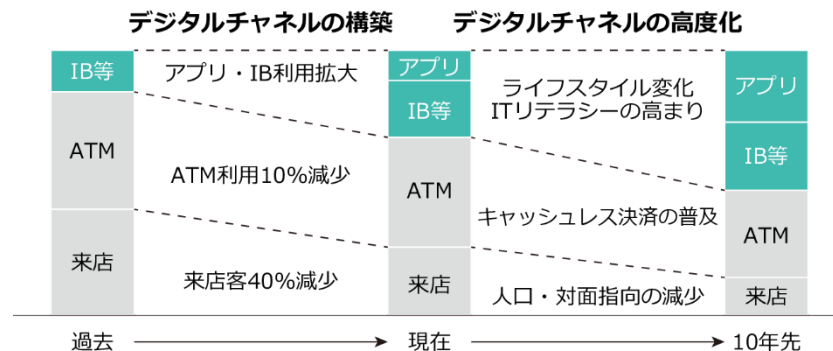 デジタルチャネルの構築
デジタルチャネルの高度化
IB等
ATM
来店
アプリ・IB利用拡大
ATM利用10%減少
来店客40%減少
アプリ
IB等
ATM
来店
ライフスタイル変化
ITリテラシーの高まり
キャッシュレス決済の普及
人口・対面指向の減少
アプリ
IB等
ATM
来店
過去
現在
10年先